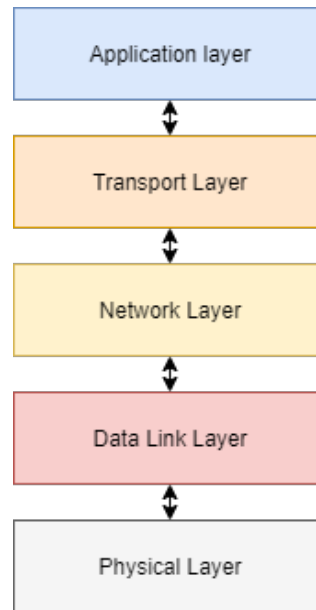 Application layer
Transport Layer
Network Layer
Data Link Layer
Physical Layer